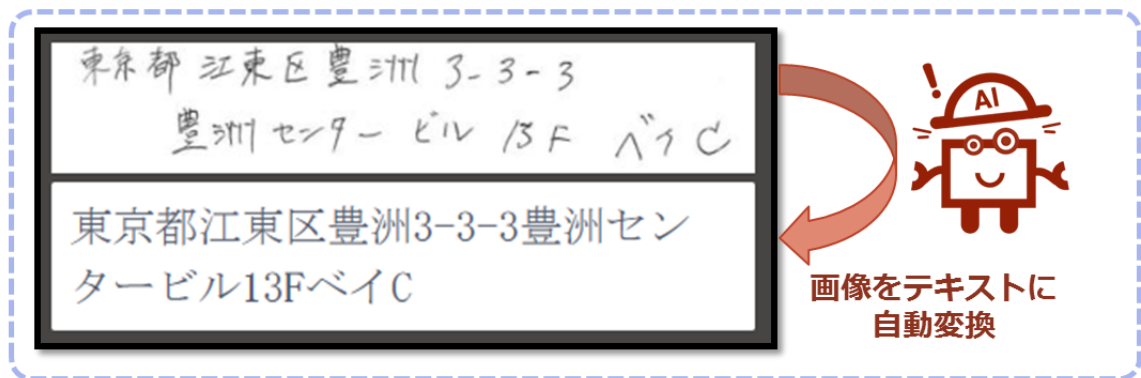 東京都 江東区豊洲 3-3-3
豊洲センタービル 13F ベイC
東京都江東区豊洲3-3-3豊洲セン
タービル13FベイC
AI
画像をテキストに
自動変換